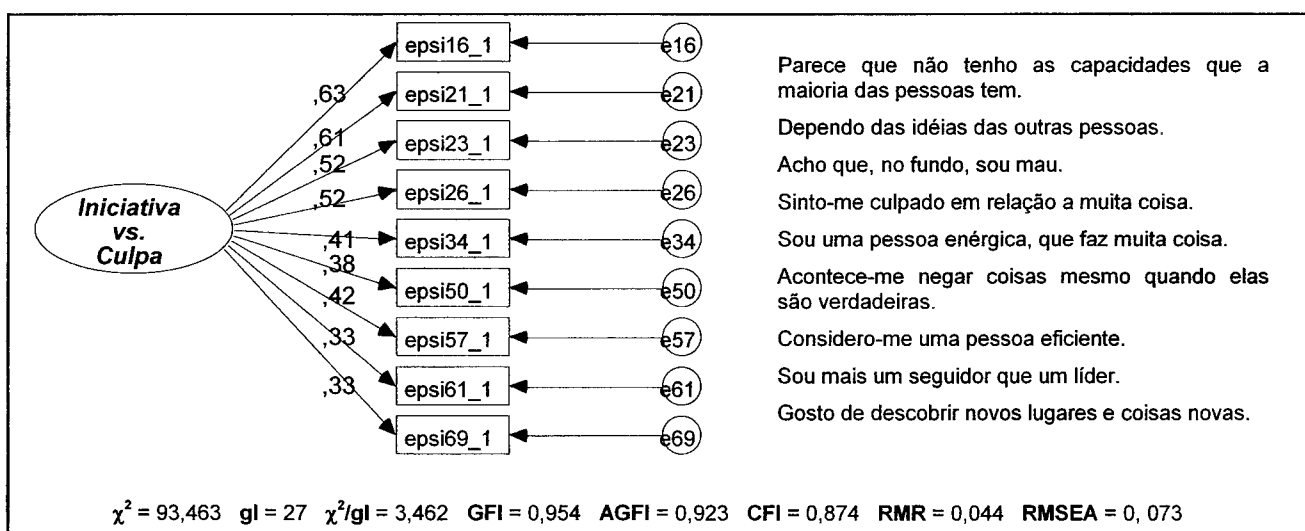 epsi16_1
e16
epsi21_1
e21
epsi23_1
e23
epsi26_1
e26
epsi34_1
e34
epsi50_1
e50
epsi57_1
e57
epsi61_1
e61
epsi69_1
e69
,63
,61
,52
,52
,41
,38
,42
,33
,33
Iniciativa
vs.
Culpa
Parece que não tenho as capacidades que a
maioria das pessoas tem.
Dependo das idéias das outras pessoas.
Acho que, no fundo, sou mau.
Sinto-me culpado em relação a muita coisa.
Sou uma pessoa enérgica, que faz muita coisa.
Acontece-me negar coisas mesmo quando elas
são verdadeiras.
Considero-me uma pessoa eficiente.
Sou mais um seguidor que um líder.
Gosto de descobrir novos lugares e coisas novas.
χ² = 93,463 gl = 27 χ²/gl = 3,462 GFI = 0,954 AGFI = 0,923 CFI = 0,874 RMR = 0,044 RMSEA = 0, 073